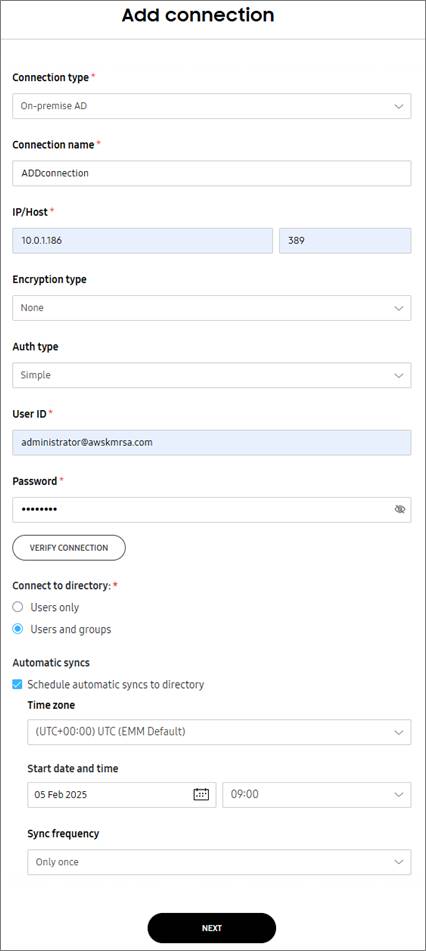 Add connection
Connection type *
On-premise AD
Connection name *
ADDconnection
IP/Host *
10.0.1.186 389
Encryption type
None
Auth type
Simple
User ID *
administrator@awskmrsa.com
Password *
••••••••
VERIFY CONNECTION
Connect to directory: *
Users only
Users and groups
Automatic syncs
Schedule automatic syncs to directory
Time zone
(UTC+00:00) UTC (EMM Default)
Start date and time
05 Feb 2025 09:00
Sync frequency
Only once
NEXT